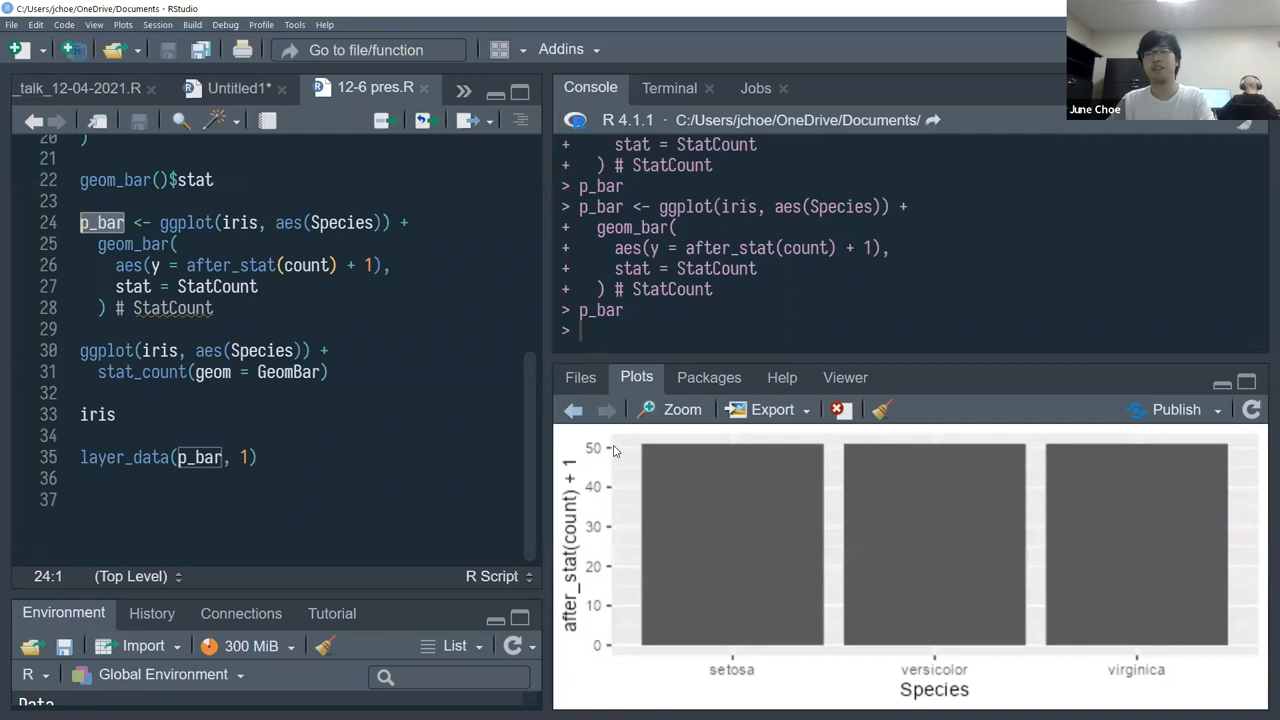 C:/Users/jchoe/OneDrive/Documents - RStudio
File Edit Code View Plots Session Build Debug Profile Tools Help
Go to file/function
Addins
_talk_12-04-2021.R
Untitled1*
12-6 pres.R
20 )
21
22 geom_bar()$stat
23
24 p_bar <- ggplot(iris, aes(Species)) +
25 geom_bar(
26 aes(y = after_stat(count) + 1),
27 stat = StatCount
28 ) # StatCount
29
30 ggplot(iris, aes(Species)) +
31 stat_count(geom = GeomBar)
32
33 iris
34
35 layer_data(p_bar, 1)
36
37
24:1 (Top Level) R Script
Environment History Connections Tutorial
Import 300 MiB List
R Global Environment
Data
Console Terminal Jobs
R 4.1.1 · C:/Users/jchoe/OneDrive/Documents/
+ stat = StatCount
+ ) # StatCount
> p_bar
> p_bar <- ggplot(iris, aes(Species)) +
+ geom_bar(
+ aes(y = after_stat(count) + 1),
+ stat = StatCount
+ ) # StatCount
> p_bar
>
Files Plots Packages Help Viewer
Zoom Export Publish
after_stat(count) + 1
50
40
30
20
10
0
setosa versicolor virginica
Species
June Choe